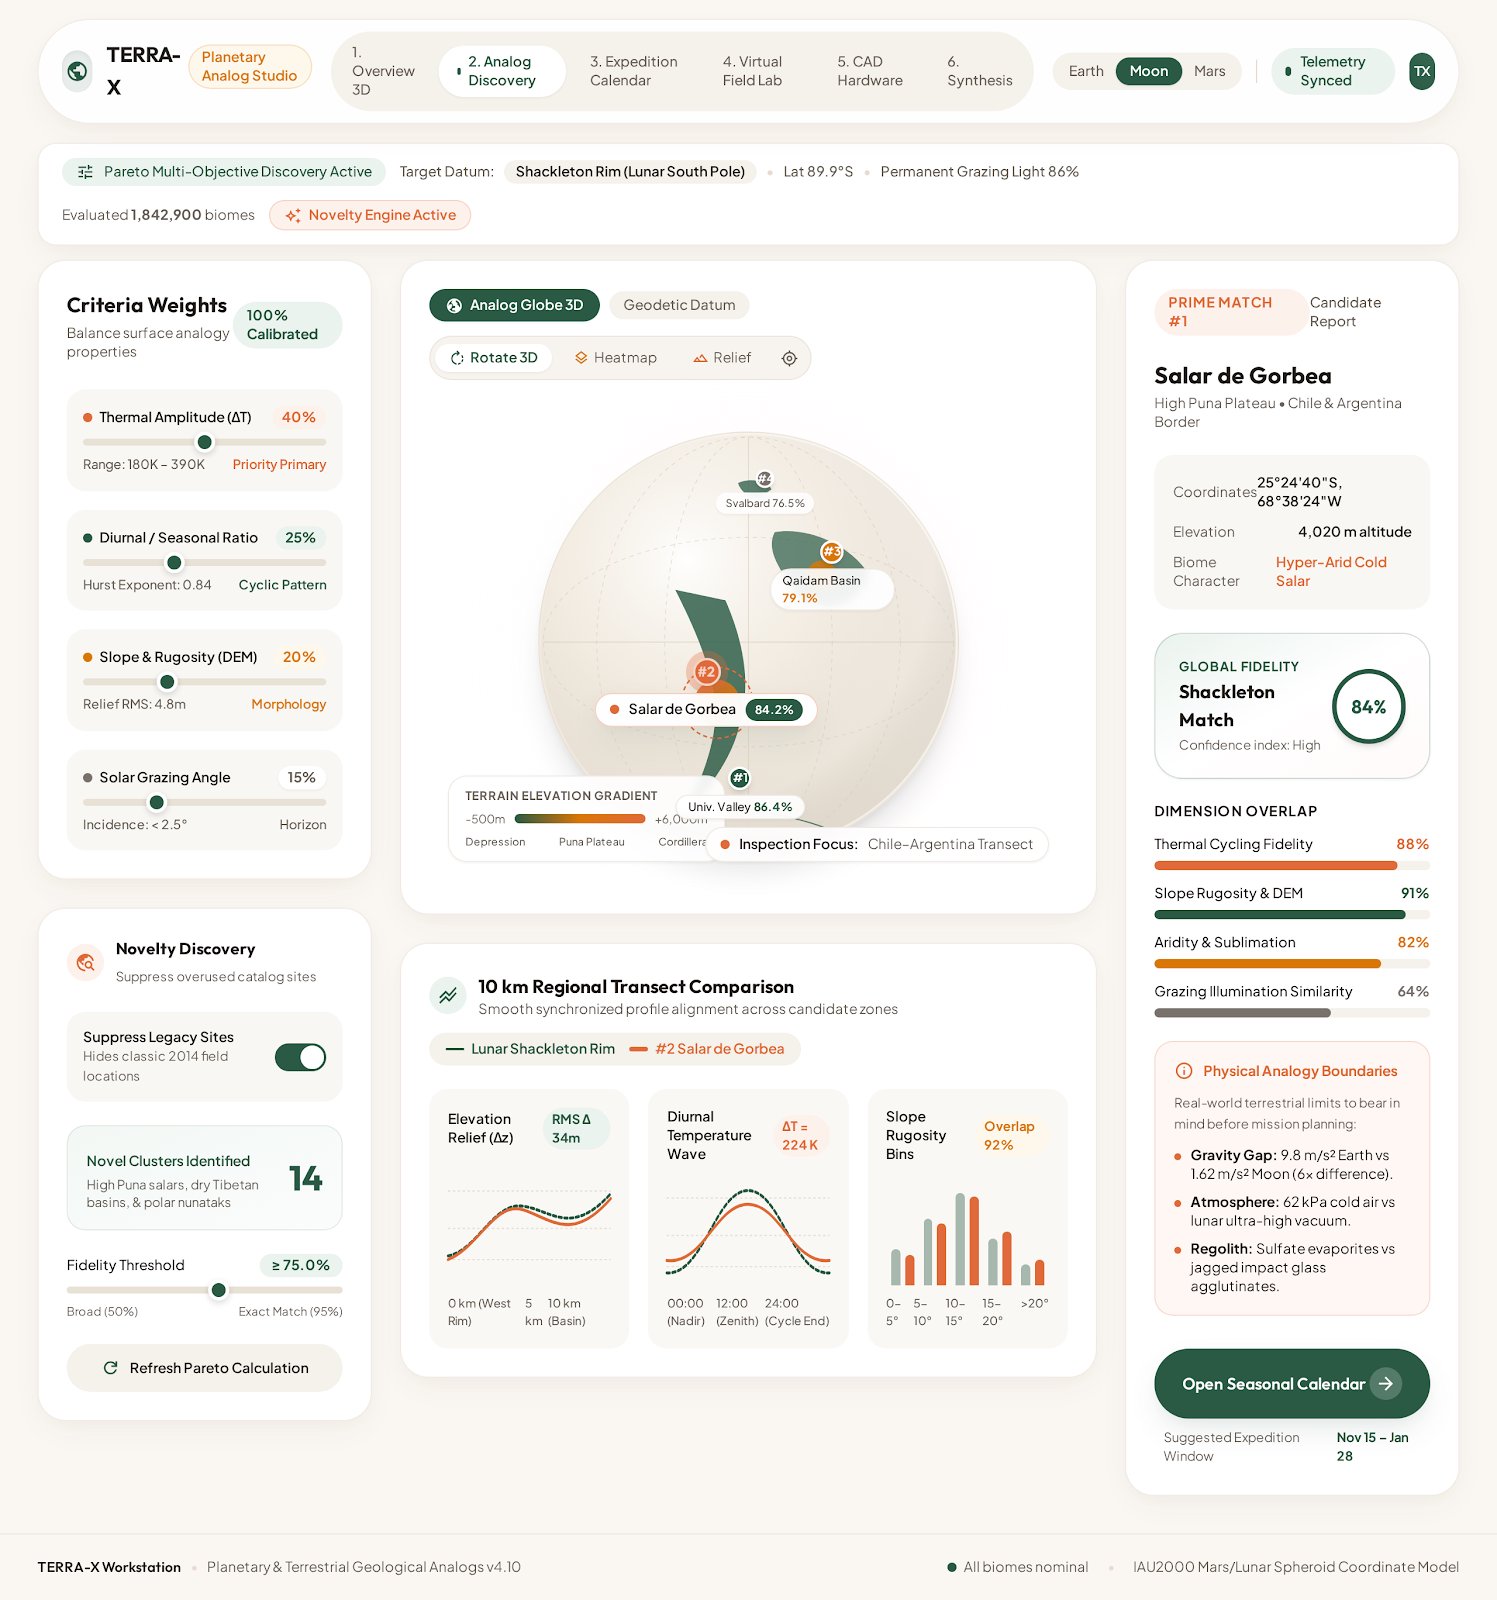 TERRA-
X
Planetary
Analog Studio
1.
Overview
3D
2. Analog
Discovery
3. Expedition
Calendar
4. Virtual
Field Lab
5. CAD
Hardware
6.
Synthesis
Earth
Moon
Mars
Telemetry
Synced
TX
Pareto Multi-Objective Discovery Active
Target Datum:
Shackleton Rim (Lunar South Pole)
• Lat 89.9°S • Permanent Grazing Light 86%
Evaluated 1,842,900 biomes
Novelty Engine Active
Criteria Weights
Balance surface analogy
properties
100%
Calibrated
Thermal Amplitude (ΔT)
40%
Range: 180K – 390K
Priority Primary
Diurnal / Seasonal Ratio
25%
Hurst Exponent: 0.84
Cyclic Pattern
Slope & Rugosity (DEM)
20%
Relief RMS: 4.8m
Morphology
Solar Grazing Angle
15%
Incidence: < 2.5°
Horizon
Novelty Discovery
Suppress overused catalog sites
Suppress Legacy Sites
Hides classic 2014 field
locations
Novel Clusters Identified
High Puna salars, dry Tibetan
basins, & polar nunataks
14
Fidelity Threshold
≥ 75.0%
Broad (50%)
Exact Match (95%)
Refresh Pareto Calculation
Analog Globe 3D
Geodetic Datum
Rotate 3D
Heatmap
Relief
#4
Svalbard 76.5%
#3
Qaidam Basin
79.1%
#2
Salar de Gorbea
84.2%
#1
Univ. Valley 86.4%
TERRAIN ELEVATION GRADIENT
-500m
+6,000m
Depression
Puna Plateau
Cordillera
Inspection Focus: Chile–Argentina Transect
10 km Regional Transect Comparison
Smooth synchronized profile alignment across candidate zones
Lunar Shackleton Rim
#2 Salar de Gorbea
Elevation
Relief (Δz)
RMS Δ
34m
0 km (West
Rim)
5
km
10 km
(Basin)
Diurnal
Temperature
Wave
ΔT =
224 K
00:00
(Nadir)
12:00
(Zenith)
24:00
(Cycle End)
Slope
Rugosity
Bins
Overlap
92%
0–
5°
5–
10°
10–
15°
15–
20°
>20°
PRIME MATCH
#1
Candidate
Report
Salar de Gorbea
High Puna Plateau • Chile & Argentina
Border
Coordinates
25°24'40"S,
68°38'24"W
Elevation
4,020 m altitude
Biome
Character
Hyper-Arid Cold
Salar
GLOBAL FIDELITY
Shackleton
Match
Confidence index: High
84%
DIMENSION OVERLAP
Thermal Cycling Fidelity
88%
Slope Rugosity & DEM
91%
Aridity & Sublimation
82%
Grazing Illumination Similarity
64%
Physical Analogy Boundaries
Real-world terrestrial limits to bear in
mind before mission planning:
• Gravity Gap: 9.8 m/s² Earth vs
1.62 m/s² Moon (6× difference).
• Atmosphere: 62 kPa cold air vs
lunar ultra-high vacuum.
• Regolith: Sulfate evaporites vs
jagged impact glass
agglutinates.
Open Seasonal Calendar
Suggested Expedition
Window
Nov 15 – Jan
28
TERRA-X Workstation • Planetary & Terrestrial Geological Analogs v4.10
All biomes nominal • IAU2000 Mars/Lunar Spheroid Coordinate Model